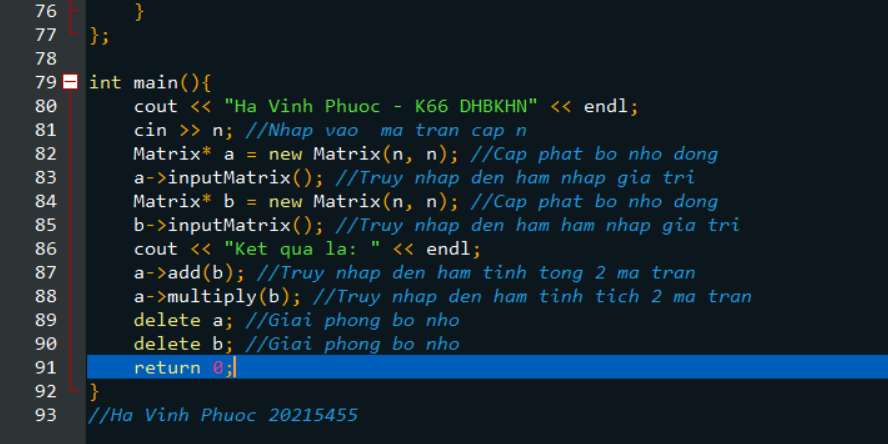 76 }
77 };
78
79 int main(){
80 cout << "Ha Vinh Phuoc - K66 DHBKHN" << endl;
81 cin >> n; //Nhap vao  ma tran cap n
82 Matrix* a = new Matrix(n, n); //Cap phat bo nho dong
83 a->inputMatrix(); //Truy nhap den ham nhap gia tri
84 Matrix* b = new Matrix(n, n); //Cap phat bo nho dong
85 b->inputMatrix(); //Truy nhap den ham ham nhap gia tri
86 cout << "Ket qua la: " << endl;
87 a->add(b); //Truy nhap den ham tinh tong 2 ma tran
88 a->multiply(b); //Truy nhap den ham tinh tich 2 ma tran
89 delete a; //Giai phong bo nho
90 delete b; //Giai phong bo nho
91 return 0;
92 }
93 //Ha Vinh Phuoc 20215455